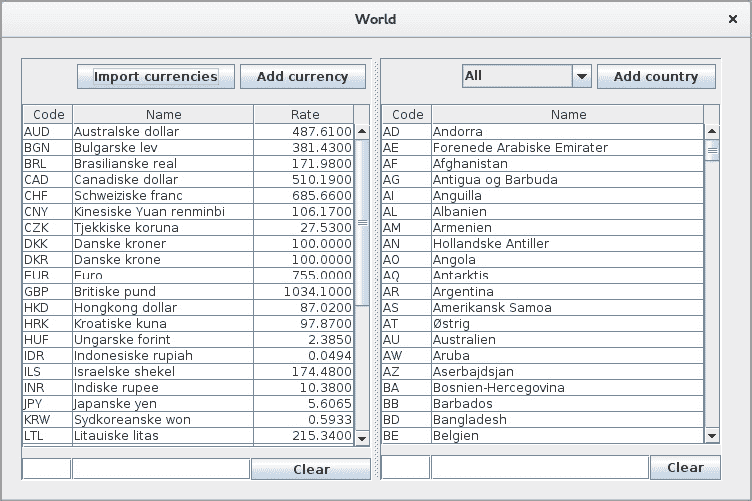 World
Import currencies Add currency
Code Name Rate
AUD Australske dollar 487.6100
BGN Bulgarske lev 381.4300
BRL Brasilianske real 171.9800
CAD Canadiske dollar 510.1900
CHF Schweiziske franc 685.6600
CNY Kinesiske Yuan renminbi 106.1700
CZK Tjekkiske koruna 27.5300
DKK Danske kroner 100.0000
DKR Danske krone 100.0000
EUR Euro 755.0000
GBP Britiske pund 1034.1000
HKD Hongkong dollar 87.0200
HRK Kroatiske kuna 97.8700
HUF Ungarske forint 2.3850
IDR Indonesiske rupiah 0.0494
ILS Israelske shekel 174.4800
INR Indiske rupee 10.3800
JPY Japanske yen 5.6065
KRW Sydkoreanske won 0.5933
LTL Litauiske litas 215.3400
Clear
All Add country
Code Name
AD Andorra
AE Forenede Arabiske Emirater
AF Afghanistan
AG Antigua og Barbuda
AI Anguilla
AL Albanien
AM Armenien
AN Hollandske Antiller
AO Angola
AQ Antarktis
AR Argentina
AS Amerikansk Samoa
AT Østrig
AU Australien
AW Aruba
AZ Aserbajdsjan
BA Bosnien-Hercegovina
BB Barbados
BD Bangladesh
BE Belgien
Clear